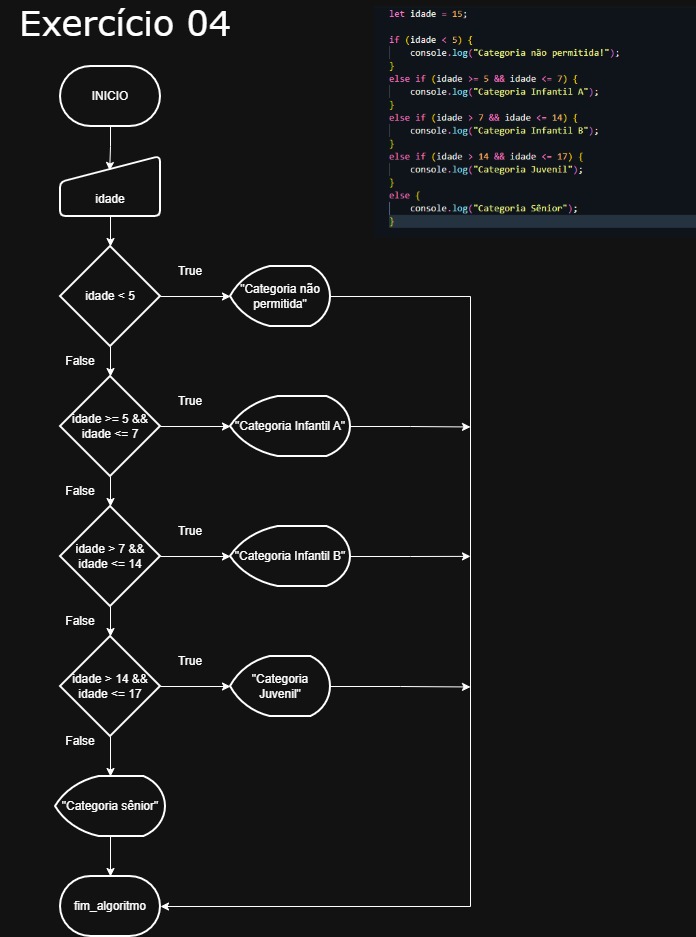 Exercício 04
let idade = 15;
if (idade < 5) {
console.log("Categoria não permitida!");
}
else if (idade >= 5 && idade <= 7) {
console.log("Categoria Infantil A");
}
else if (idade > 7 && idade <= 14) {
console.log("Categoria Infantil B");
}
else if (idade > 14 && idade <= 17) {
console.log("Categoria Juvenil");
}
else {
console.log("Categoria Sênior");
}
INICIO
idade
idade < 5
True
"Categoria não
permitida"
False
idade >= 5 &&
idade <= 7
True
"Categoria Infantil A"
False
idade > 7 &&
idade <= 14
True
"Categoria Infantil B"
False
idade > 14 &&
idade <= 17
True
"Categoria
Juvenil"
False
"Categoria sênior"
fim_algoritmo